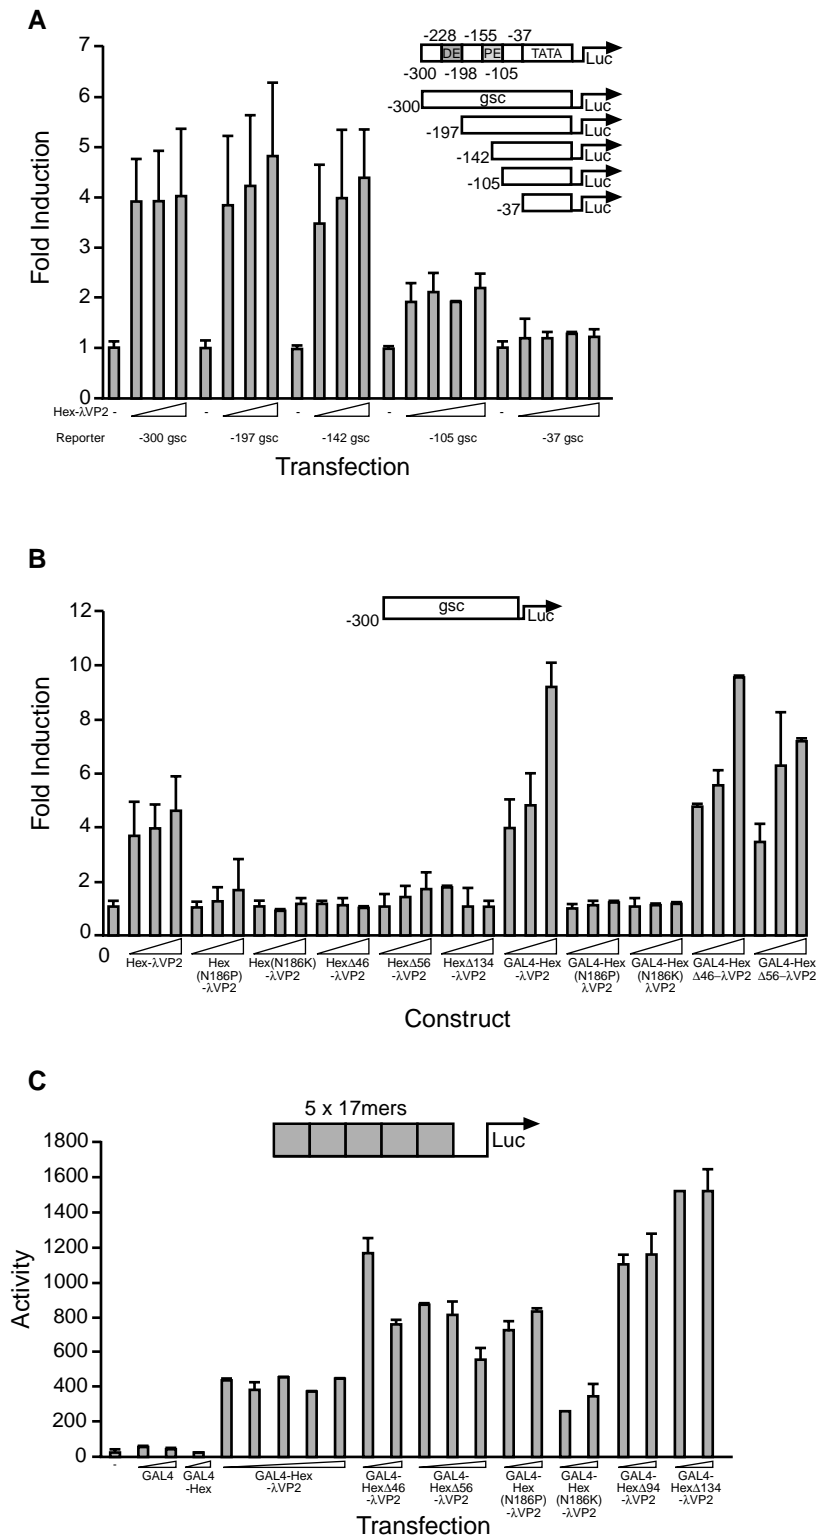 A
-228 -155 -37
DE PE TATA
Luc
-300 -198 -105
-300 gsc Luc
-197 Luc
-142 Luc
-105 Luc
-37 Luc
Fold Induction
7
6
5
4
3
2
1
0
Hex-λVP2 - - - - -
Reporter -300 gsc -197 gsc -142 gsc -105 gsc -37 gsc
Transfection
B
-300 gsc Luc
Fold Induction
12
10
8
6
4
2
0
0
Hex-λVP2
Hex
(N186P)
-λVP2
Hex(N186K)
-λVP2
HexΔ46
-λVP2
HexΔ56
-λVP2
HexΔ134
-λVP2
GAL4-Hex
-λVP2
GAL4-Hex
(N186P)
λVP2
GAL4-Hex
(N186K)
λVP2
GAL4-Hex
Δ46–λVP2
GAL4-Hex
Δ56–λVP2
Construct
C
5 x 17mers
Luc
Activity
1800
1600
1400
1200
1000
800
600
400
200
0
-
GAL4
GAL4
-Hex
GAL4-Hex
-λVP2
GAL4-
HexΔ46
-λVP2
GAL4-
HexΔ56
-λVP2
GAL4-
Hex
(N186P)
-λVP2
GAL4-
Hex
(N186K)
-λVP2
GAL4-
HexΔ94
-λVP2
GAL4-
HexΔ134
-λVP2
Transfection